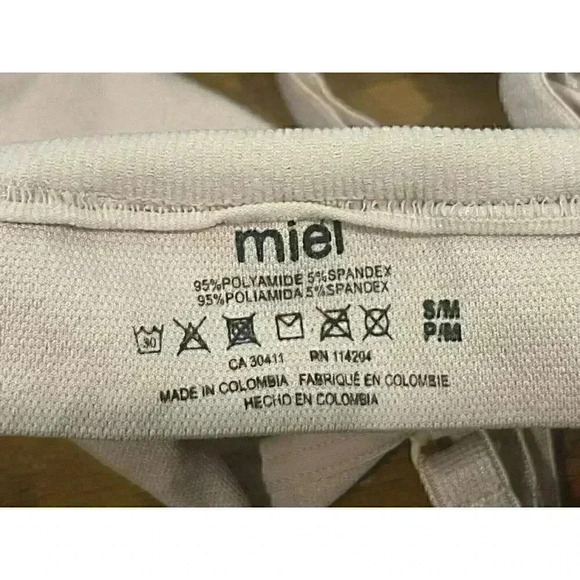 miel
95%POLYAMIDE 5%SPANDEX
95%POLIAMIDA 5%SPANDEX
30
S/M
P/M
CA 30411 RN 114204
MADE IN COLOMBIA FABRIQUÉ EN COLOMBIE
HECHO EN COLOMBIA